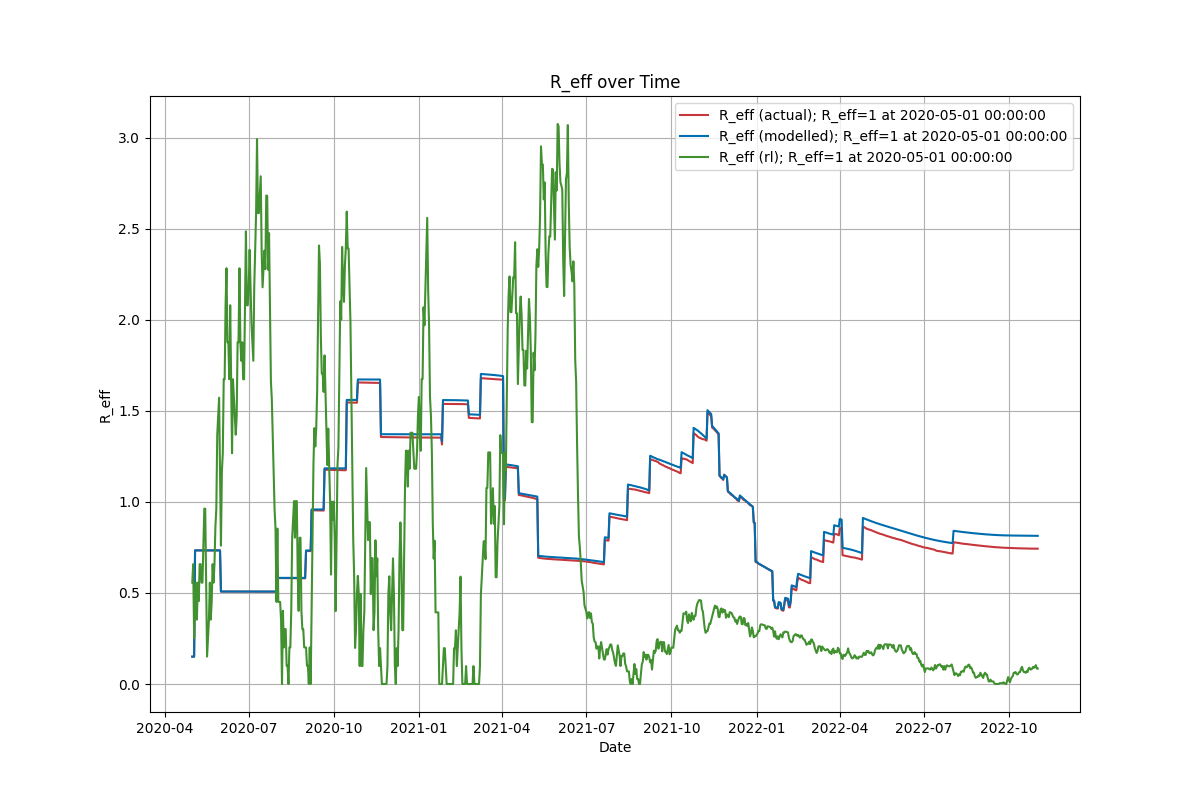 R_eff over Time
R_eff (actual); R_eff=1 at 2020-05-01 00:00:00
R_eff (modelled); R_eff=1 at 2020-05-01 00:00:00
R_eff (rl); R_eff=1 at 2020-05-01 00:00:00
R_eff
3.0
2.5
2.0
1.5
1.0
0.5
0.0
2020-04 2020-07 2020-10 2021-01 2021-04 2021-07 2021-10 2022-01 2022-04 2022-07 2022-10
Date